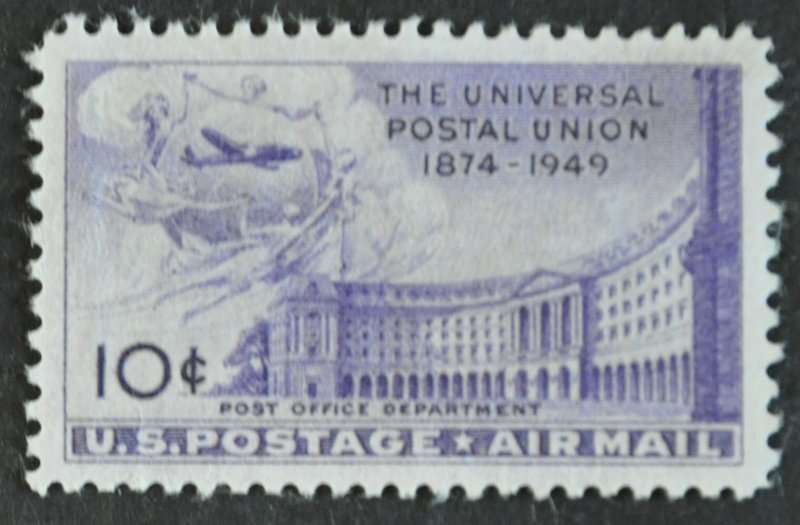 THE UNIVERSAL
POSTAL UNION
1874-1949
10¢
POST OFFICE DEPARTMENT
U.S. POSTAGE ★ AIR MAIL